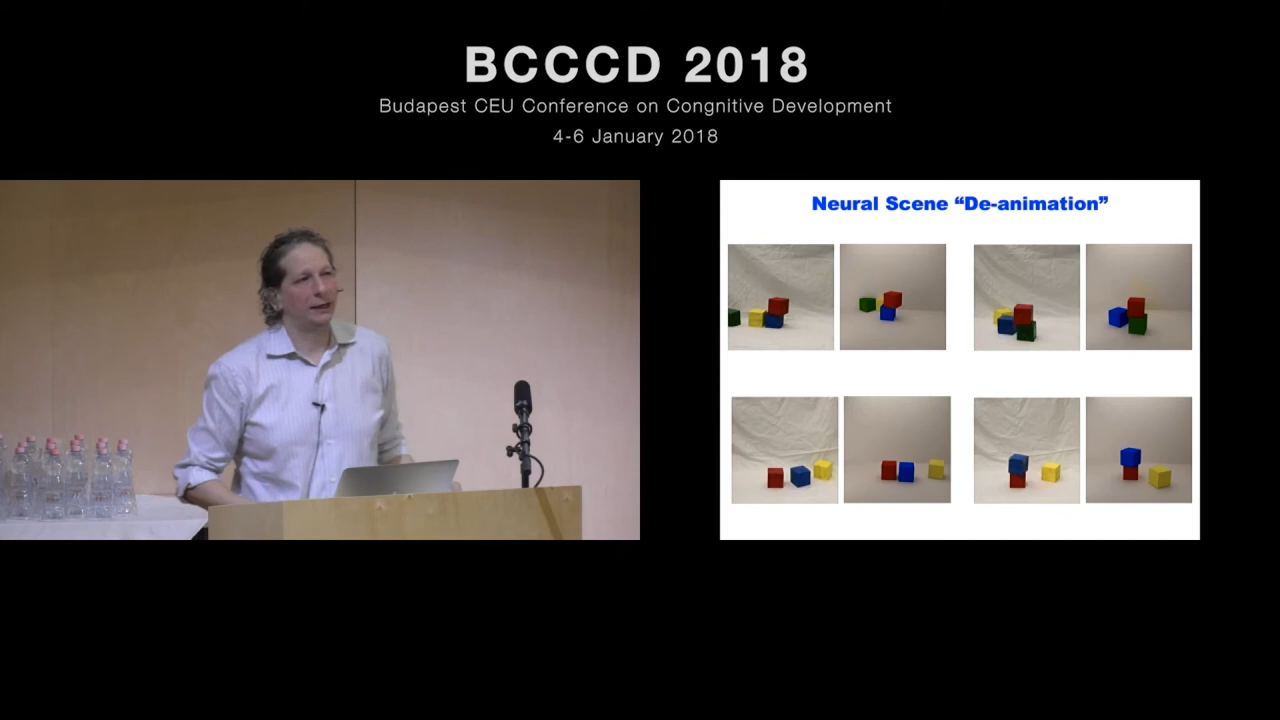 BCCCD 2018
Budapest CEU Conference on Congnitive Development
4-6 January 2018
Neural Scene “De-animation”